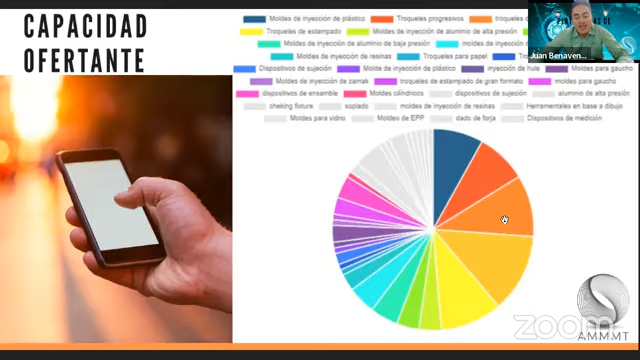 CAPACIDAD
OFERTANTE
Moldes de inyección de plástico
Troqueles progresivos
troqueles
Troqueles de estampado
Moldes de inyección de aluminio de alta presión
Moldes de inyección de aluminio de baja presión
moldes de inyección
Moldes de inyección de resinas
Troqueles para papel
Dispositivos de sujeción
Molde de inyección de plástico
inyección de hule
Moldes para gaucho
Moldes de inyección de zamak
troqueles de estampado de gran formato
moldes para gaucho
dispositivos de ensamble
Moldes cilíndricos
dispositivos de sujeción
aluminio de alta presión
cheking fixture
soplado
moldes de inyección de resinas
Herramentales en base a dibujo
Moldes para vidrio
Moldeo de EPP
dado de forja
Dispositivos de medición
Juan Benaven...
zoom
AMMMT